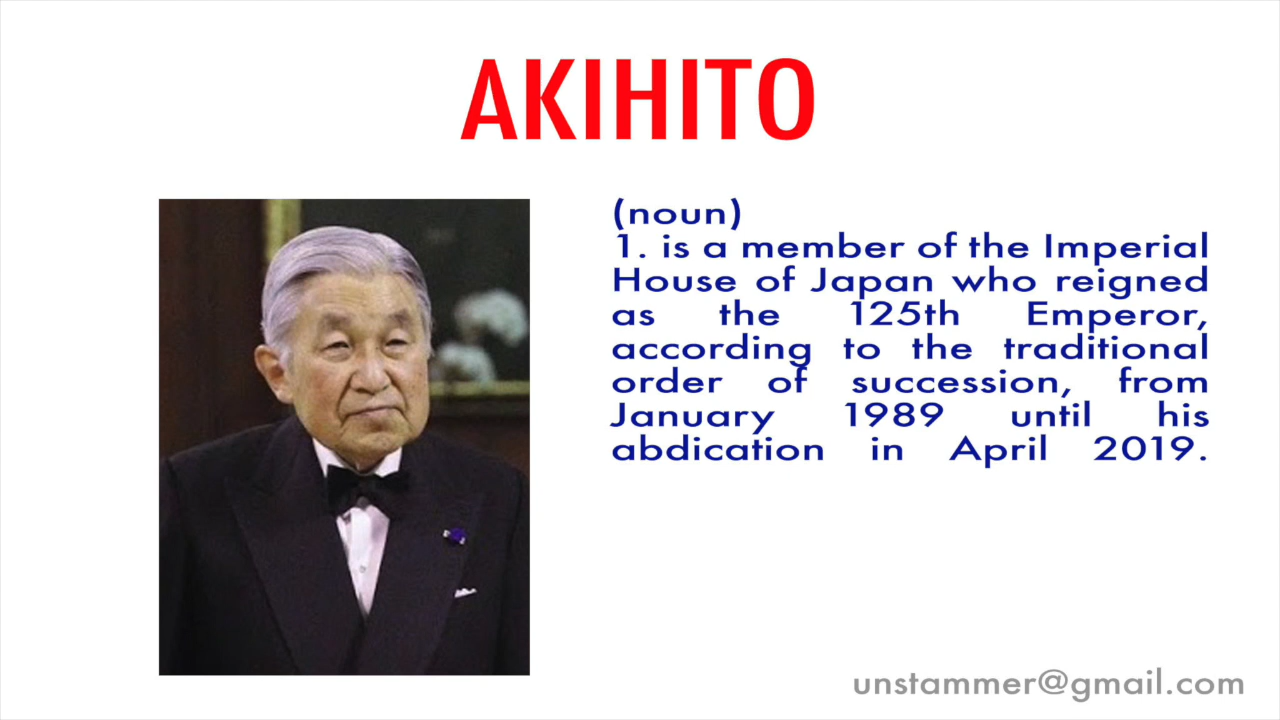 AKIHITO
(noun)
1. is a member of the Imperial
House of Japan who reigned
as the 125th Emperor,
according to the traditional
order of succession, from
January 1989 until his
abdication in April 2019.
unstammer@gmail.com